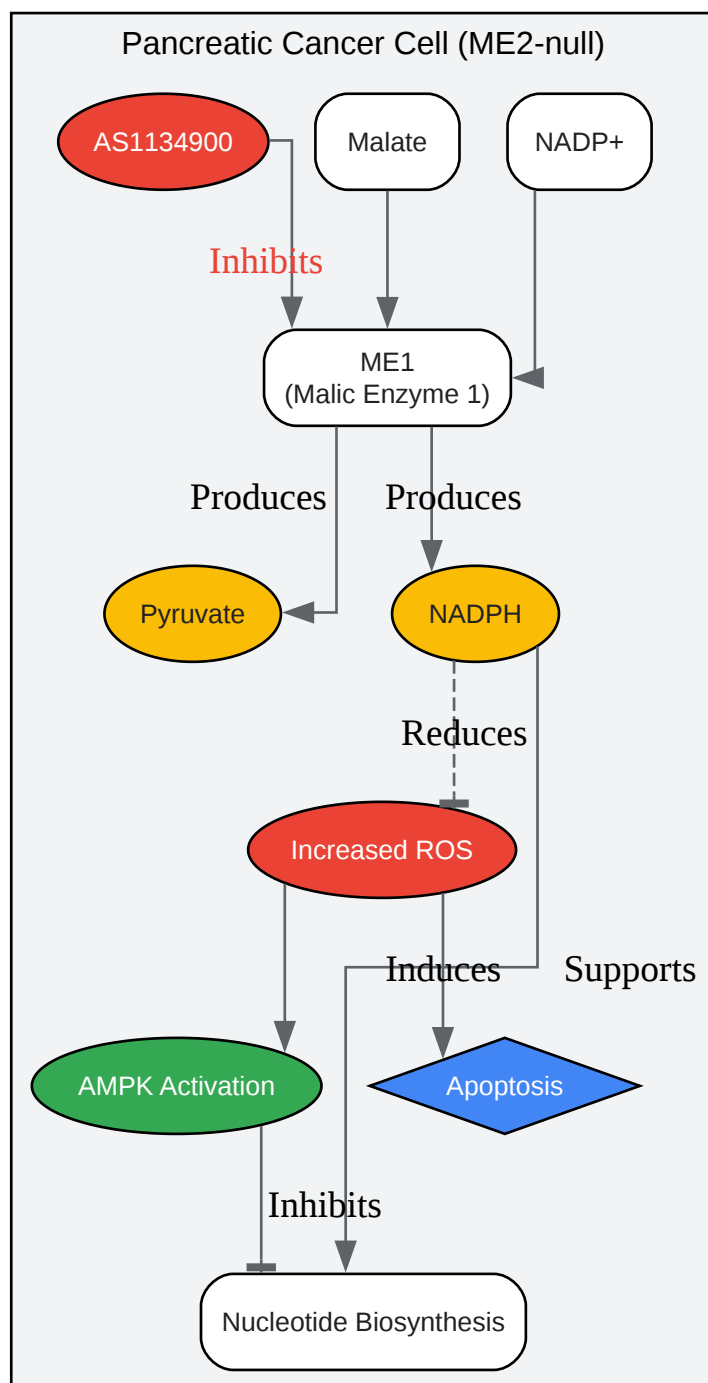 Pancreatic Cancer Cell (ME2-null)
AS1134900
Malate
NADP+
Inhibits
ME1
(Malic Enzyme 1)
Produces
Produces
Pyruvate
NADPH
Reduces
Increased ROS
Induces
Supports
AMPK Activation
Apoptosis
Inhibits
Nucleotide Biosynthesis